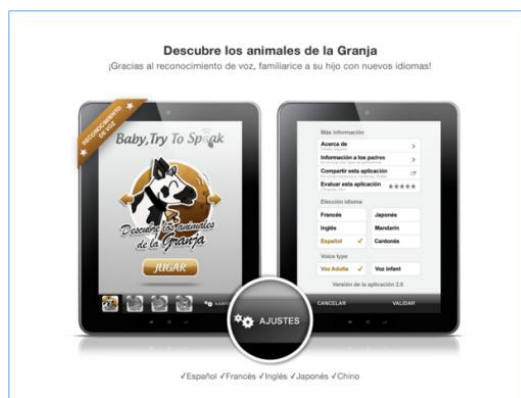 Descubre los animales de la Granja
¡Gracias al reconocimiento de voz, familiarice a su hijo con nuevos idiomas!
RECONOCIMIENTO
DE VOZ
Baby, Try To Speak
Descubre los animales
de la Granja
JUGAR
Más información
Acerca de
Información a los padres
Compartir esta aplicación
Evaluar esta aplicación
Elección idioma
Francés
Japonés
Inglés
Mandarín
Español ✓
Cantonés
Voice type
Voz Adulta ✓
Voz infant
Versión de la aplicación 2.0
CANCELAR
VALIDAR
AJUSTES
✓Español ✓Francés ✓Inglés ✓Japonés ✓Chino